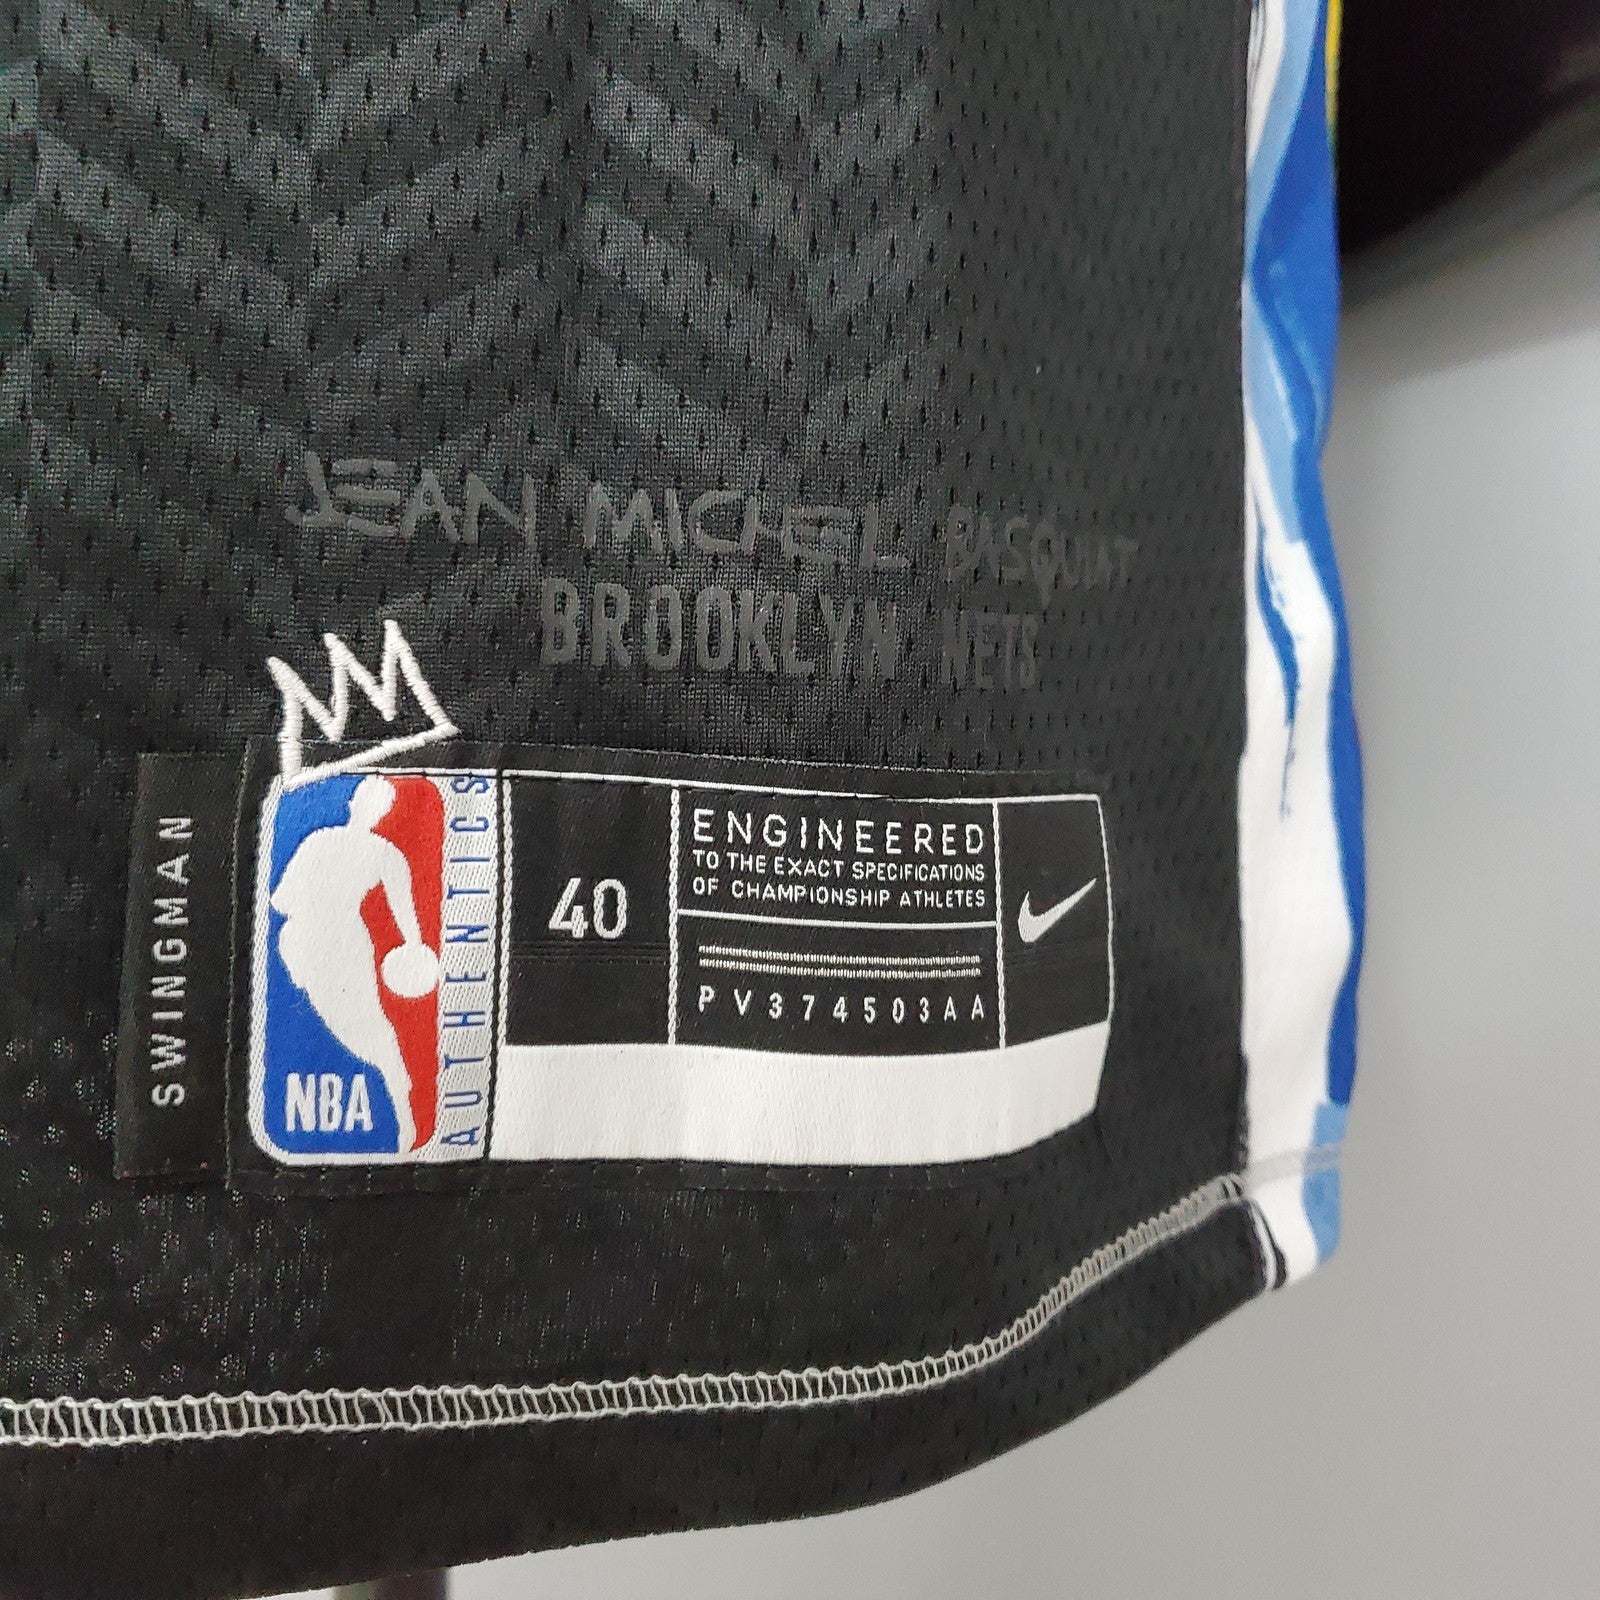 JEAN MICHEL BASQUIAT
BROOKLYN NETS
SWINGMAN
NBA
AUTHENTICS
40
ENGINEERED
TO THE EXACT SPECIFICATIONS
OF CHAMPIONSHIP ATHLETES
PV374503AA